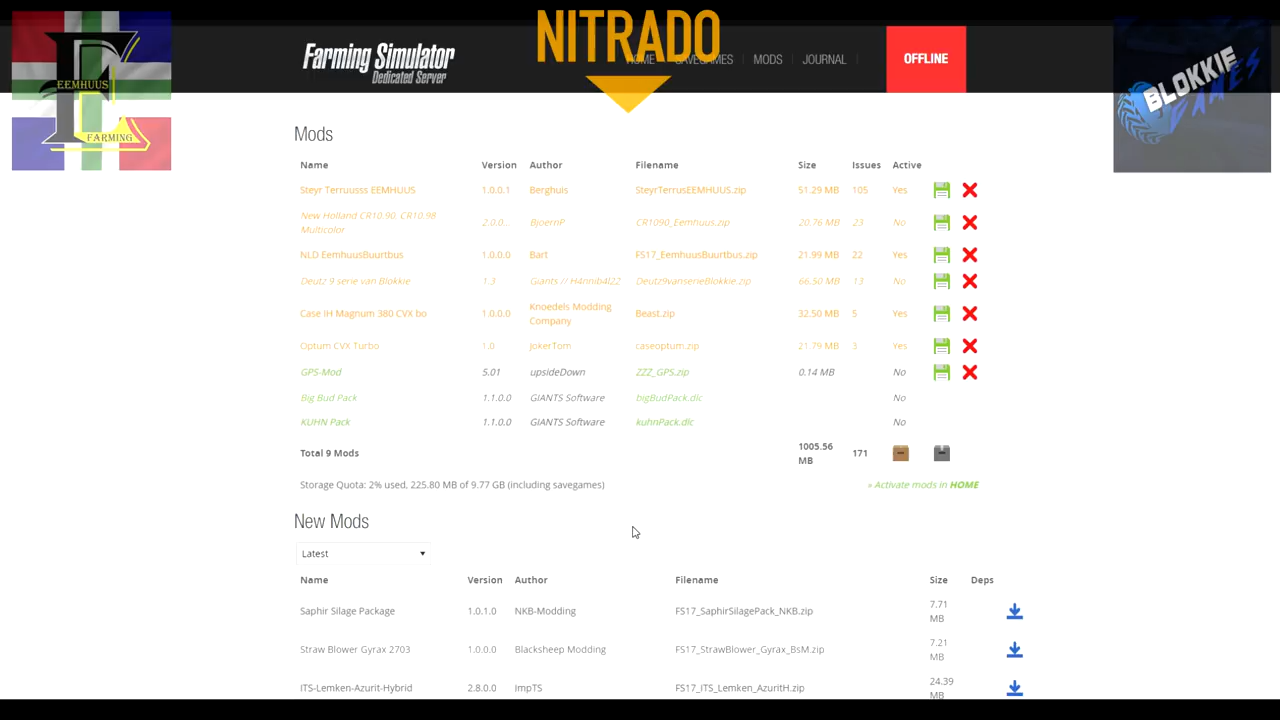 NITRADO
Farming Simulator
Dedicated Server
HOME SAVEGAMES MODS JOURNAL OFFLINE
EEMHUUS
FARMING
BLOKKIE
Mods
Name Version Author Filename Size Issues Active
Steyr Terruusss EEMHUUS 1.0.0.1 Berghuis SteyrTerrusEEMHUUS.zip 51.29 MB 105 Yes
New Holland CR10.90. CR10.98 2.0.0... BjoernP CR1090_Eemhuus.zip 20.76 MB 23 No
Multicolor
NLD EemhuusBuurtbus 1.0.0.0 Bart FS17_EemhuusBuurtbus.zip 21.99 MB 22 Yes
Deutz 9 serie van Blokkie 1.3 Giants // H4nnib4l22 Deutz9vanserieBlokkie.zip 66.50 MB 13 No
Case IH Magnum 380 CVX bo 1.0.0.0 Knoedels Modding Beast.zip 32.50 MB 5 Yes
Company
Optum CVX Turbo 1.0 JokerTom caseoptum.zip 21.79 MB 3 Yes
GPS-Mod 5.01 upsideDown ZZZ_GPS.zip 0.14 MB No
Big Bud Pack 1.1.0.0 GIANTS Software bigBudPack.dlc No
KUHN Pack 1.1.0.0 GIANTS Software kuhnPack.dlc No
Total 9 Mods 1005.56 171
MB
Storage Quota: 2% used, 225.80 MB of 9.77 GB (including savegames) » Activate mods in HOME
New Mods
Latest
Name Version Author Filename Size Deps
Saphir Silage Package 1.0.1.0 NKB-Modding FS17_SaphirSilagePack_NKB.zip 7.71
MB
Straw Blower Gyrax 2703 1.0.0.0 Blacksheep Modding FS17_StrawBlower_Gyrax_BsM.zip 7.21
MB
ITS-Lemken-Azurit-Hybrid 2.8.0.0 ImpTS FS17_ITS_Lemken_AzuritH.zip 24.39
MB